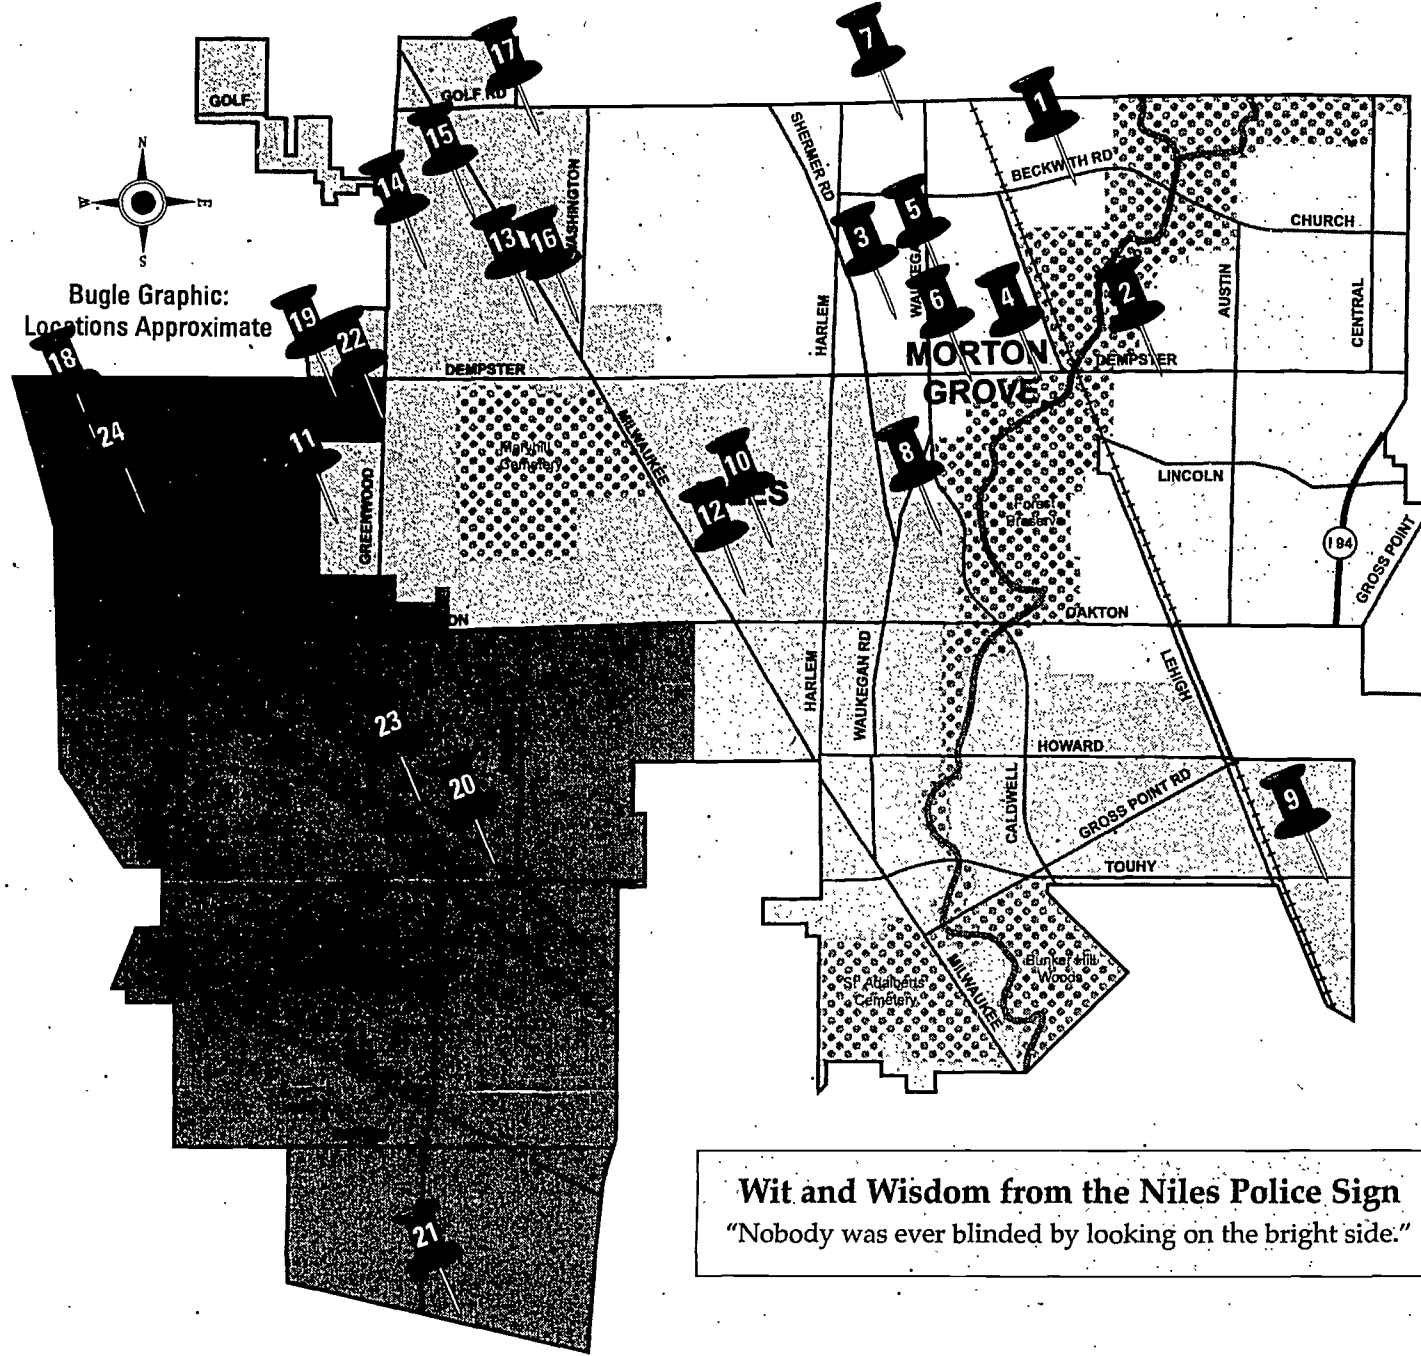 17
7
1
GOLF
GOLF RD
15
SHERMER RD
BECKWITH RD
14
13
16
5
3
CHURCH
N
E
S
Bugle Graphic:
Locations Approximate
19
22
18
6
4
2
HARLEM
AUSTIN
CENTRAL
MORTON
GROVE
DEMPSTER
DEMPSTER
24
11
GREENWOOD
Maryhill
Cemetery
MILWAUKEE
10
12
8
LINCOLN
Forest
Preserve
194
GROSS POINT
OAKTON
HARLEM
WAUKEGAN RD
LEHIGH
23
20
HOWARD
CALDWELL
GROSS POINT RD
9
TOUHY
St. Adalberts
Cemetery
MILWAUKEE
Bunker Hill
Woods
21
Wit and Wisdom from the Niles Police Sign
"Nobody was ever blinded by looking on the bright side."